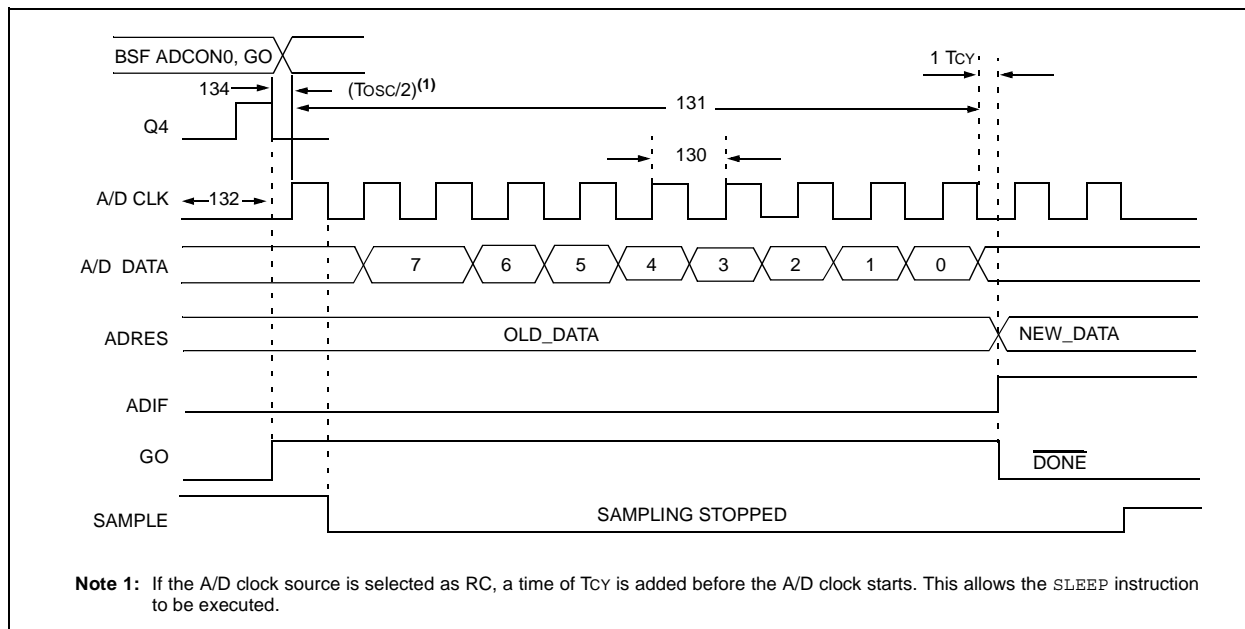 BSF ADCON0, GO
1 TCY
134
(TOSC/2)(1)
131
Q4
130
A/D CLK
132
A/D DATA
7 6 5 4 3 2 1 0
ADRES
OLD_DATA
NEW_DATA
ADIF
GO
DONE
SAMPLE
SAMPLING STOPPED
Note 1: If the A/D clock source is selected as RC, a time of TCY is added before the A/D clock starts. This allows the SLEEP instruction
to be executed.